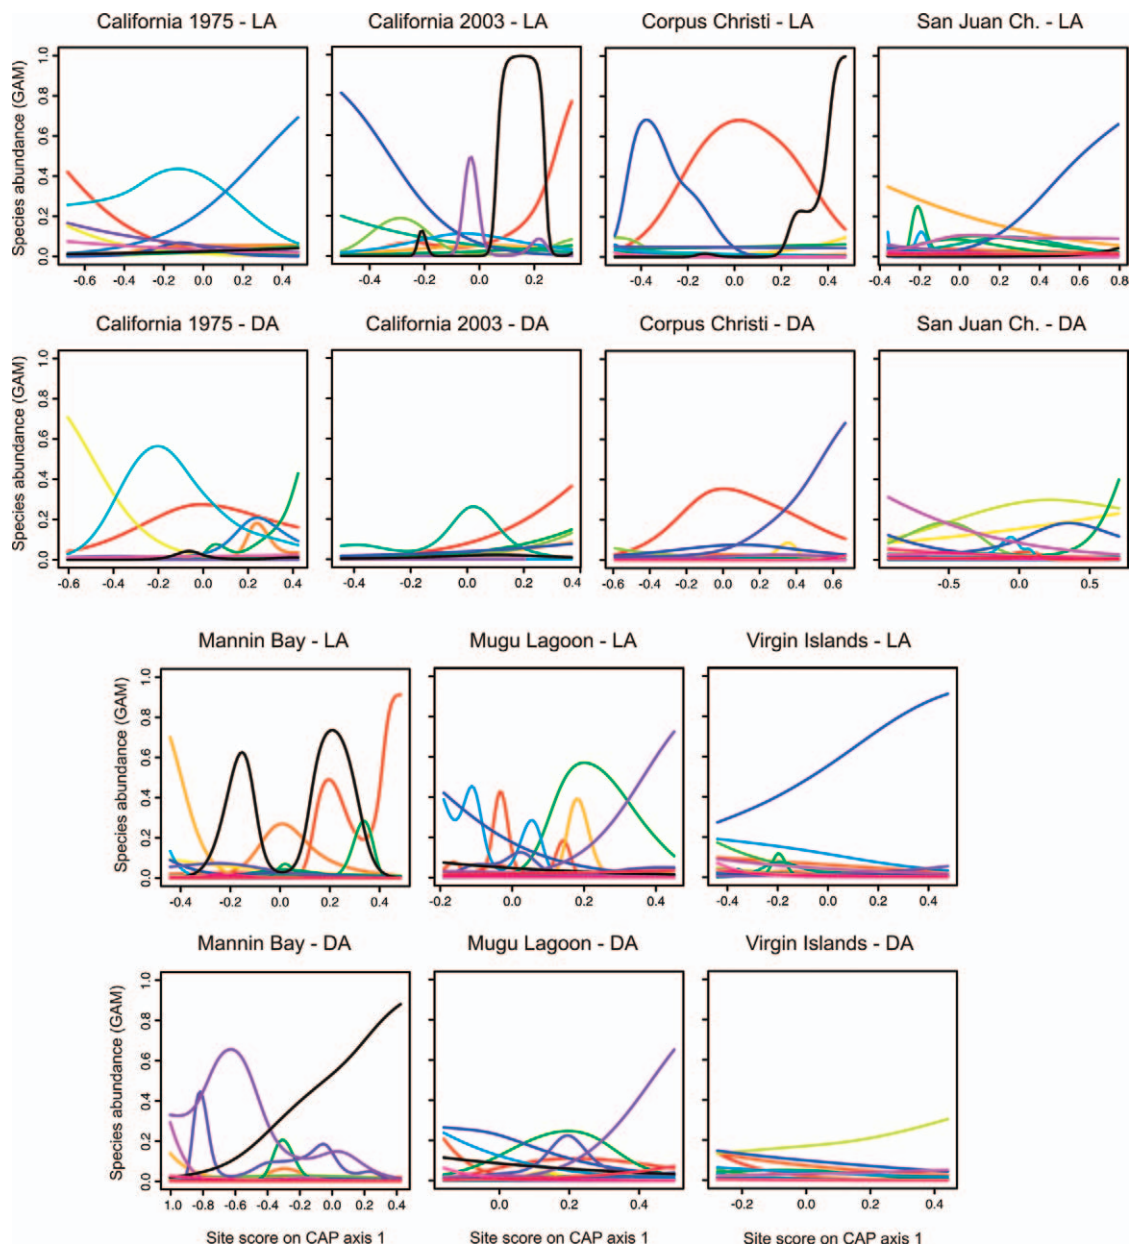 California 1975 - LA California 2003 - LA Corpus Christi - LA San Juan Ch. - LA
Species abundance (GAM)
0.0 0.2 0.4 0.6 0.8 1.0
-0.6 -0.4 -0.2 0.0 0.2 0.4 -0.4 -0.2 0.0 0.2 -0.4 -0.2 0.0 0.2 0.4 -0.4 -0.2 0.0 0.2 0.4 0.6 0.8
California 1975 - DA California 2003 - DA Corpus Christi - DA San Juan Ch. - DA
Species abundance (GAM)
0.0 0.2 0.4 0.6 0.8 1.0
-0.6 -0.4 -0.2 0.0 0.2 0.4 -0.4 -0.2 0.0 0.2 0.4 -0.6 -0.4 -0.2 0.0 0.2 0.4 0.6 -0.5 0.0 0.5
Mannin Bay - LA Mugu Lagoon - LA Virgin Islands - LA
Species abundance (GAM)
0.0 0.2 0.4 0.6 0.8 1.0
-0.4 -0.2 0.0 0.2 0.4 -0.2 0.0 0.2 0.4 -0.4 -0.2 0.0 0.2 0.4
Mannin Bay - DA Mugu Lagoon - DA Virgin Islands - DA
Species abundance (GAM)
0.0 0.2 0.4 0.6 0.8 1.0
1.0 -0.8 -0.6 -0.4 -0.2 0.0 0.2 0.4 0.0 0.2 0.4 -0.2 0.0 0.2 0.4
Site score on CAP axis 1 Site score on CAP axis 1 Site score on CAP axis 1